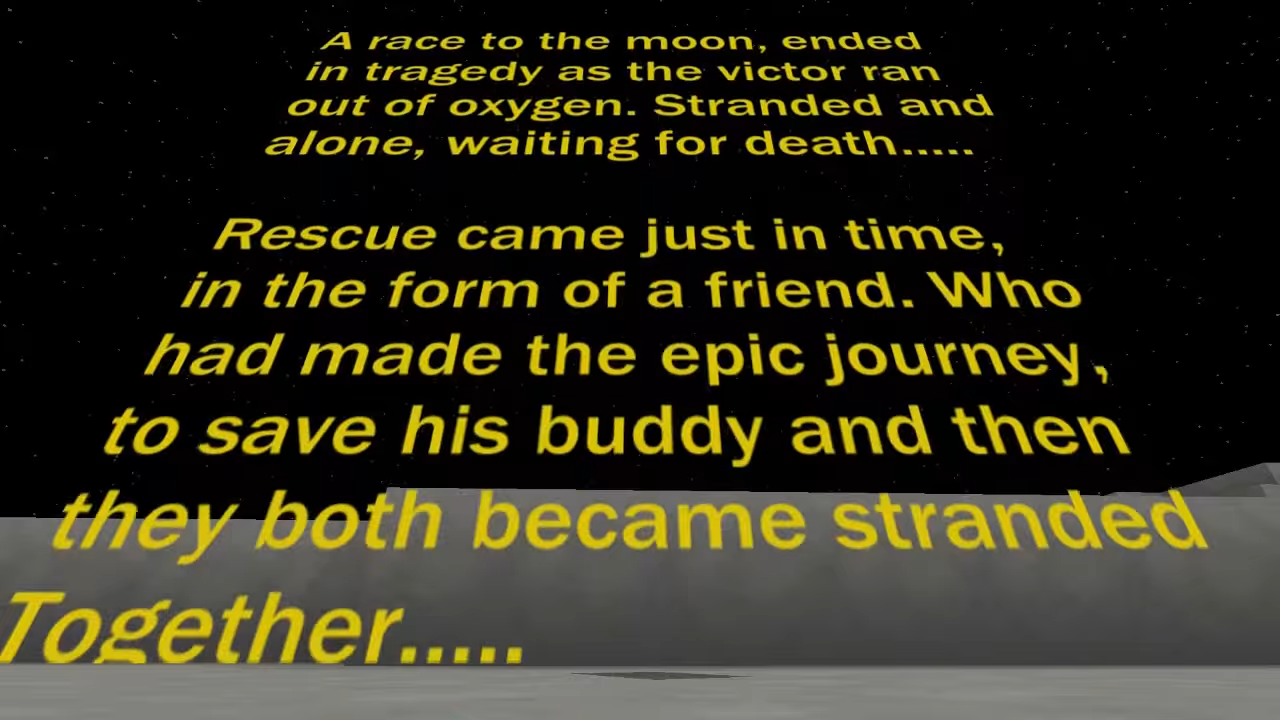 A race to the moon, ended
in tragedy as the victor ran
out of oxygen. Stranded and
alone, waiting for death.....
Rescue came just in time,
in the form of a friend. Who
had made the epic journey,
to save his buddy and then
they both became stranded
Together.....